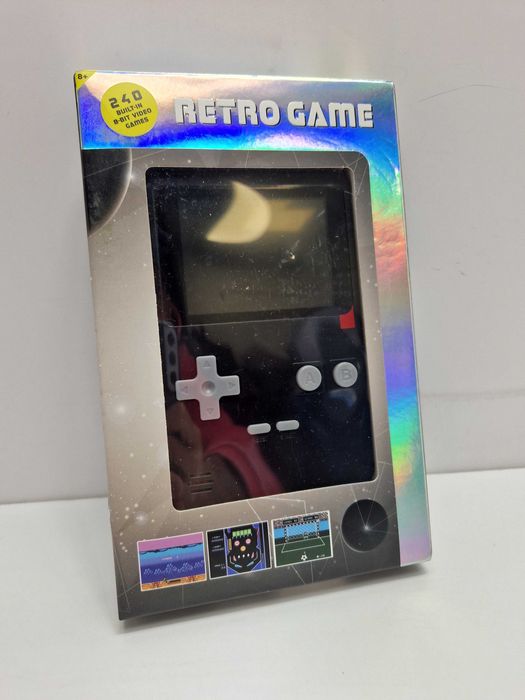 8+
240
BUILT-IN
8-BIT VIDEO
GAMES
RETRO GAME
A
B